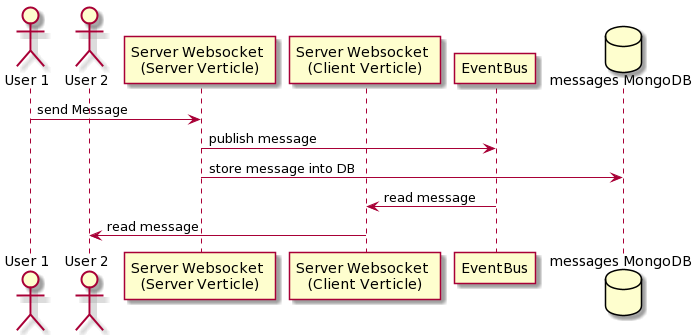 User 1
User 2
Server Websocket
(Server Verticle)
Server Websocket
(Client Verticle)
EventBus
messages MongoDB
send Message
publish message
store message into DB
read message
read message
User 1
User 2
Server Websocket
(Server Verticle)
Server Websocket
(Client Verticle)
EventBus
messages MongoDB